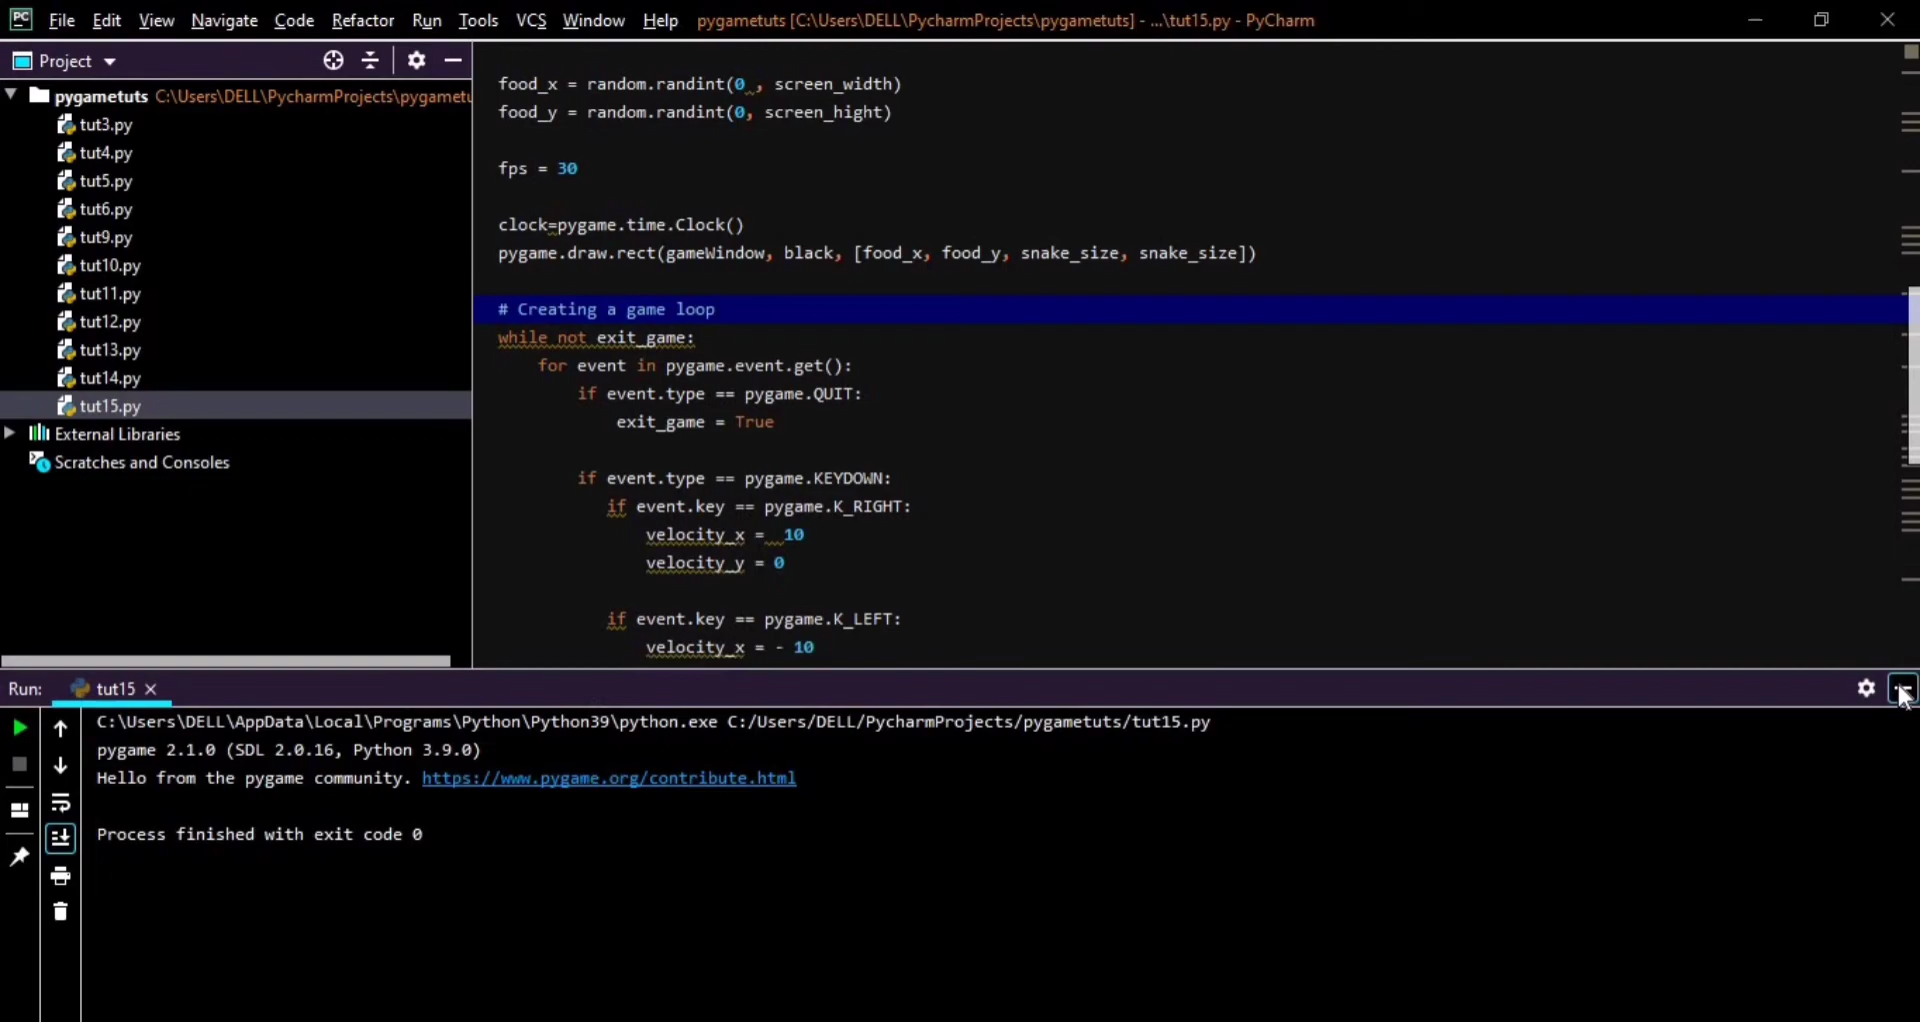 PC File Edit View Navigate Code Refactor Run Tools VCS Window Help pygametuts [C:\Users\DELL\PycharmProjects\pygametuts] - ...\tut15.py - PyCharm
Project
pygametuts C:\Users\DELL\PycharmProjects\pygametu
tut3.py
tut4.py
tut5.py
tut6.py
tut9.py
tut10.py
tut11.py
tut12.py
tut13.py
tut14.py
tut15.py
External Libraries
Scratches and Consoles
food_x = random.randint(0 , screen_width)
food_y = random.randint(0, screen_hight)
fps = 30
clock=pygame.time.Clock()
pygame.draw.rect(gameWindow, black, [food_x, food_y, snake_size, snake_size])
# Creating a game loop
while not exit_game:
for event in pygame.event.get():
if event.type == pygame.QUIT:
exit_game = True
if event.type == pygame.KEYDOWN:
if event.key == pygame.K_RIGHT:
velocity_x =  10
velocity_y = 0
if event.key == pygame.K_LEFT:
velocity_x = - 10
Run: tut15
C:\Users\DELL\AppData\Local\Programs\Python\Python39\python.exe C:/Users/DELL/PycharmProjects/pygametuts/tut15.py
pygame 2.1.0 (SDL 2.0.16, Python 3.9.0)
Hello from the pygame community. https://www.pygame.org/contribute.html
Process finished with exit code 0